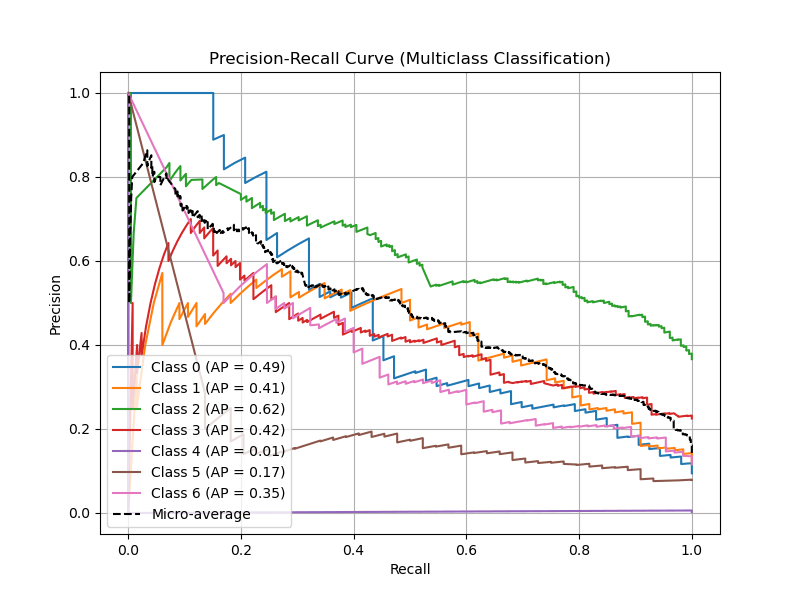 Precision-Recall Curve (Multiclass Classification)
Precision
1.0
0.8
0.6
0.4
0.2
0.0
Class 0 (AP = 0.49)
Class 1 (AP = 0.41)
Class 2 (AP = 0.62)
Class 3 (AP = 0.42)
Class 4 (AP = 0.01)
Class 5 (AP = 0.17)
Class 6 (AP = 0.35)
Micro-average
0.0 0.2 0.4 0.6 0.8 1.0
Recall